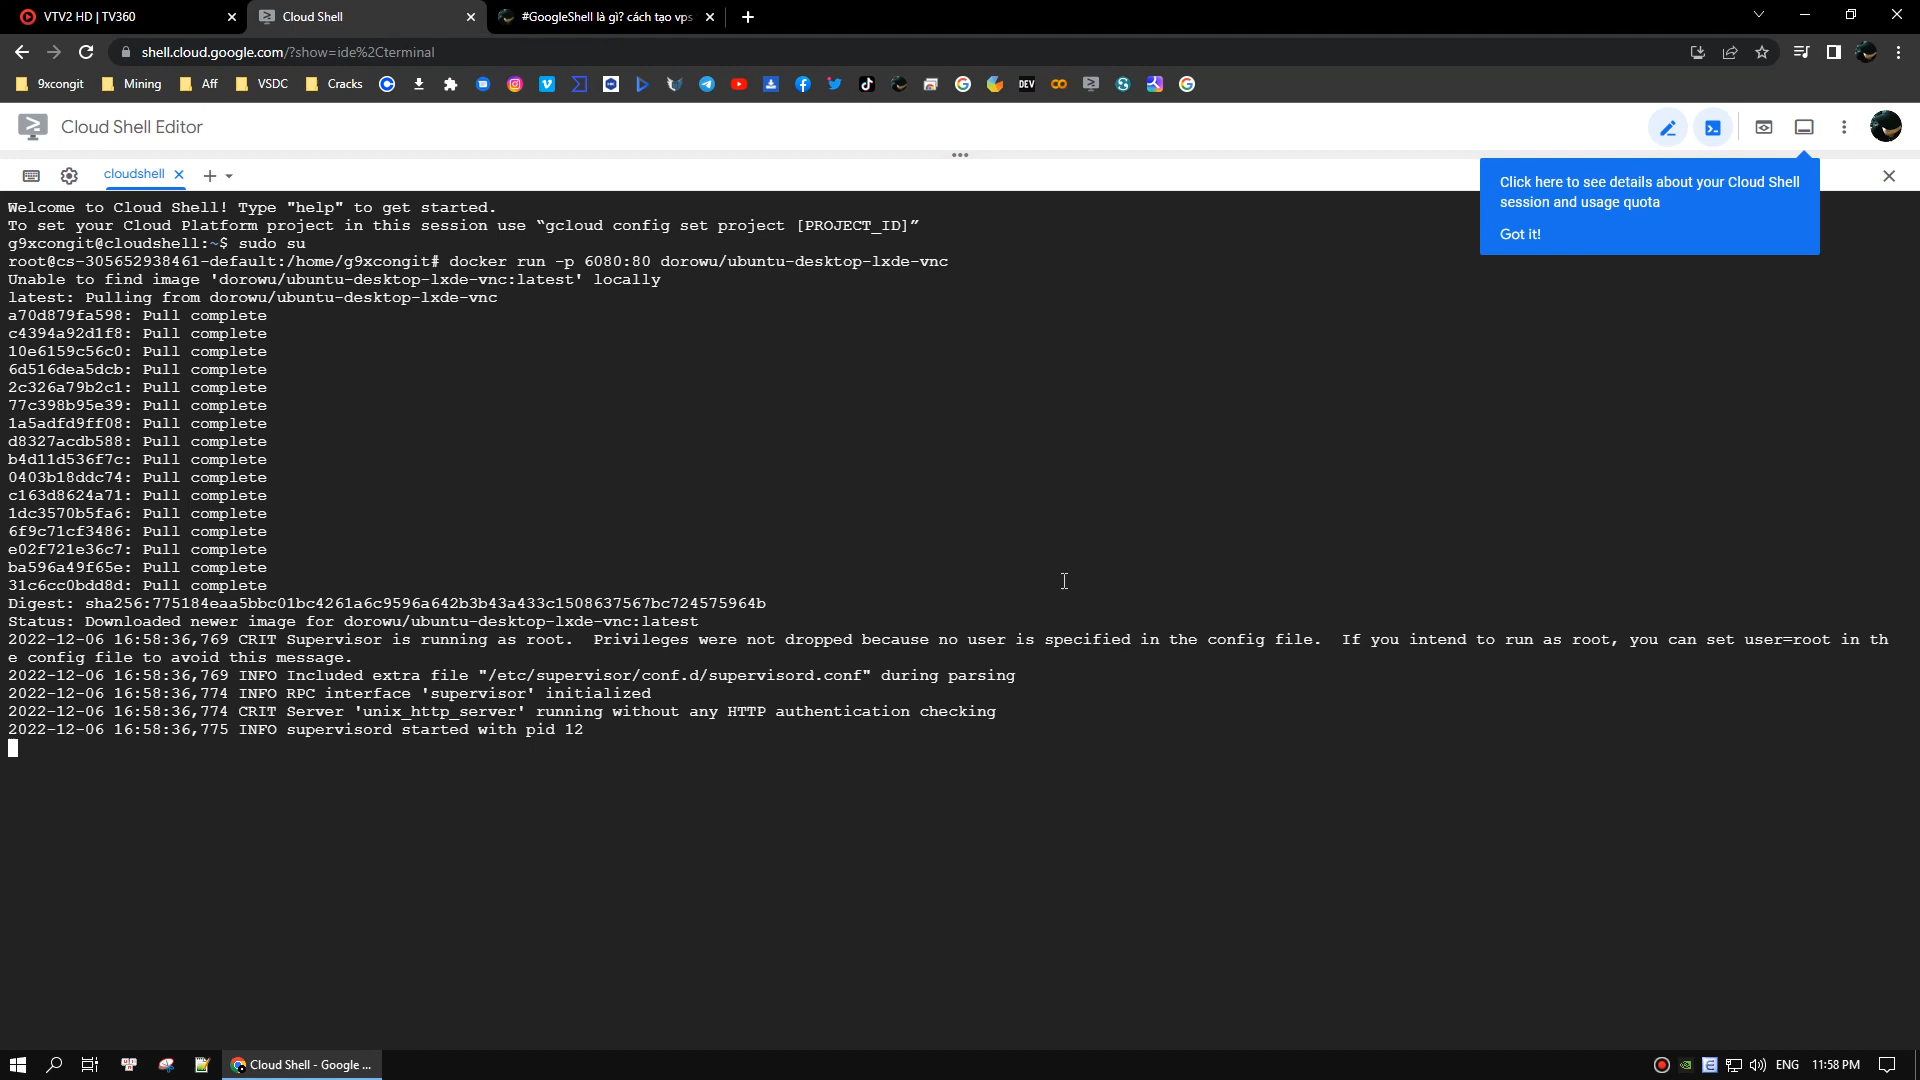 VTV2 HD | TV360
Cloud Shell
#GoogleShell là gì? cách tạo vps
shell.cloud.google.com/?show=ide%2Cterminal
9xcongit
Mining
Aff
VSDC
Cracks
DEV
Cloud Shell Editor
cloudshell
Click here to see details about your Cloud Shell
session and usage quota
Got it!
Welcome to Cloud Shell! Type "help" to get started.
To set your Cloud Platform project in this session use “gcloud config set project [PROJECT_ID]”
g9xcongit@cloudshell:~$ sudo su
root@cs-305652938461-default:/home/g9xcongit# docker run -p 6080:80 dorowu/ubuntu-desktop-lxde-vnc
Unable to find image 'dorowu/ubuntu-desktop-lxde-vnc:latest' locally
latest: Pulling from dorowu/ubuntu-desktop-lxde-vnc
a70d879fa598: Pull complete
c4394a92d1f8: Pull complete
10e6159c56c0: Pull complete
6d516dea5dcb: Pull complete
2c326a79b2c1: Pull complete
77c398b95e39: Pull complete
1a5adfd9ff08: Pull complete
d8327acdb588: Pull complete
b4d11d536f7c: Pull complete
0403b18ddc74: Pull complete
c163d8624a71: Pull complete
1dc3570b5fa6: Pull complete
6f9c71cf3486: Pull complete
e02f721e36c7: Pull complete
ba596a49f65e: Pull complete
31c6cc0bdd8d: Pull complete
Digest: sha256:775184eaa5bbc01bc4261a6c9596a642b3b43a433c1508637567bc724575964b
Status: Downloaded newer image for dorowu/ubuntu-desktop-lxde-vnc:latest
2022-12-06 16:58:36,769 CRIT Supervisor is running as root.  Privileges were not dropped because no user is specified in the config file.  If you intend to run as root, you can set user=root in th
e config file to avoid this message.
2022-12-06 16:58:36,769 INFO Included extra file "/etc/supervisor/conf.d/supervisord.conf" during parsing
2022-12-06 16:58:36,774 INFO RPC interface 'supervisor' initialized
2022-12-06 16:58:36,774 CRIT Server 'unix_http_server' running without any HTTP authentication checking
2022-12-06 16:58:36,775 INFO supervisord started with pid 12
Cloud Shell - Google ...
ENG
11:58 PM